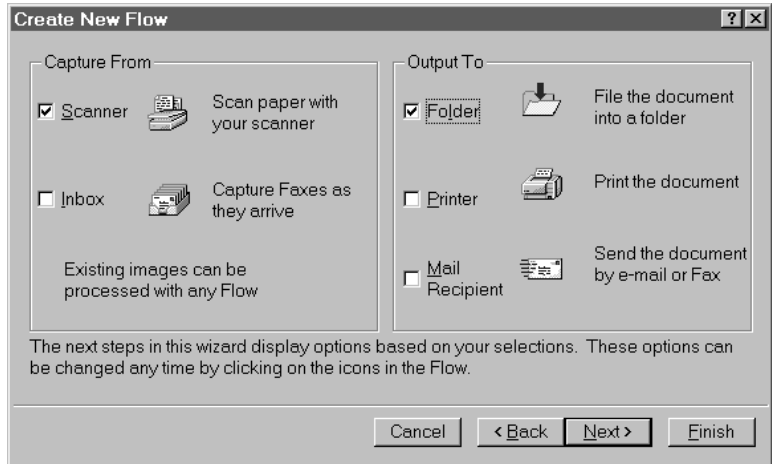 Create New Flow
? X
Capture From
Scanner
Scan paper with
your scanner
Inbox
Capture Faxes as
they arrive
Existing images can be
processed with any Flow
Output To
Folder
File the document
into a folder
Printer
Print the document
Mail
Recipient
Send the document
by e-mail or Fax
The next steps in this wizard display options based on your selections. These options can
be changed any time by clicking on the icons in the Flow.
Cancel
< Back
Next >
Finish